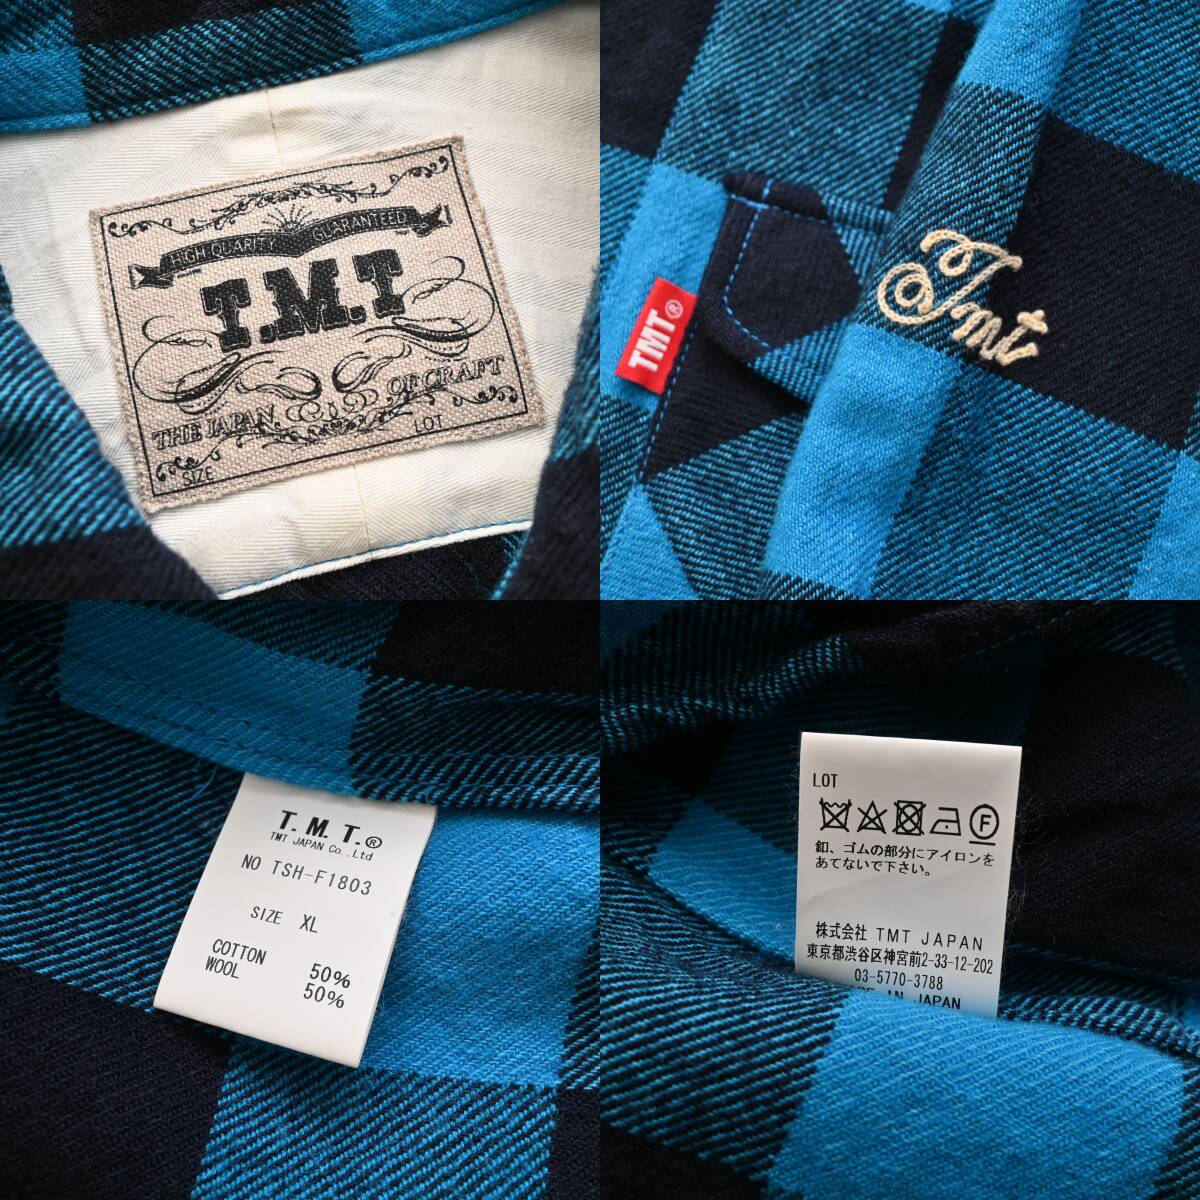 HIGH QUARITY GUARANTEED
T.M.T
THE JAPAN OF CRAFT
SIZE LOT
TMT®
Tmt
T.M.T.®
TMT JAPAN Co.,Ltd
NO TSH-F1803
SIZE XL
COTTON 50%
WOOL 50%
LOT
F
釦、ゴムの部分にアイロンを
あてないで下さい。
株式会社 TMT JAPAN
東京都渋谷区神宮前2-33-12-202
03-5770-3788
IN JAPAN